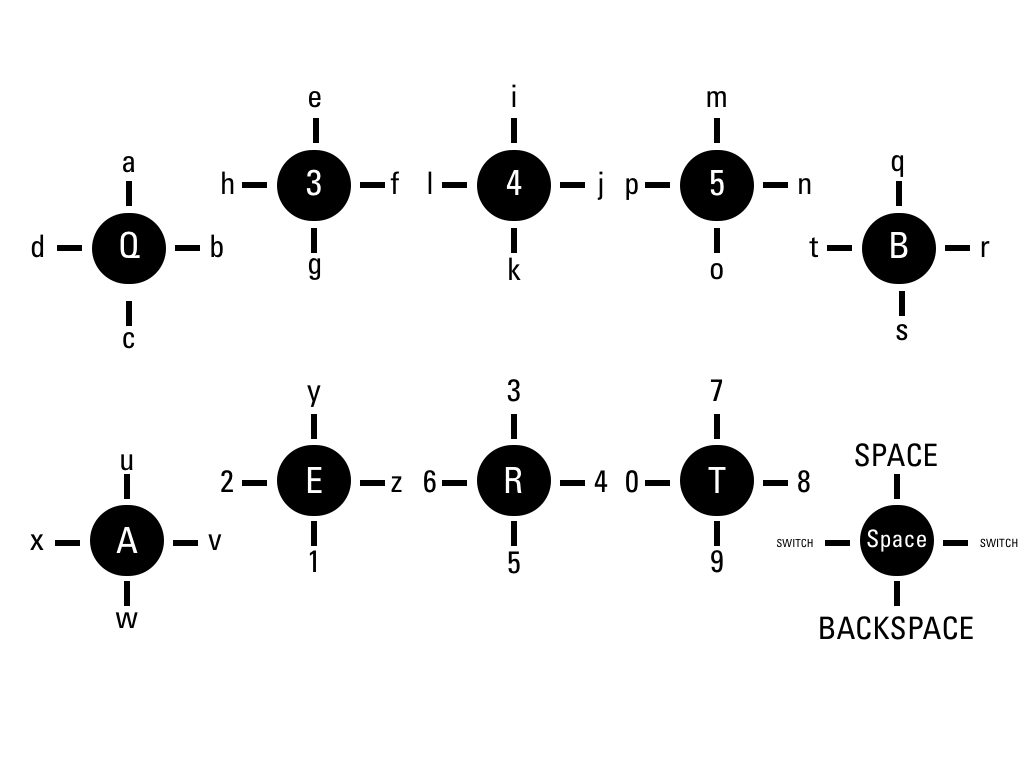 e i m
a q
h 3 f l 4 j p 5 n
d Q b t B r
g k o
c s
y 3 7
u SPACE
2 E z 6 R 4 0 T 8
x A v SWITCH Space SWITCH
1 5 9
w BACKSPACE